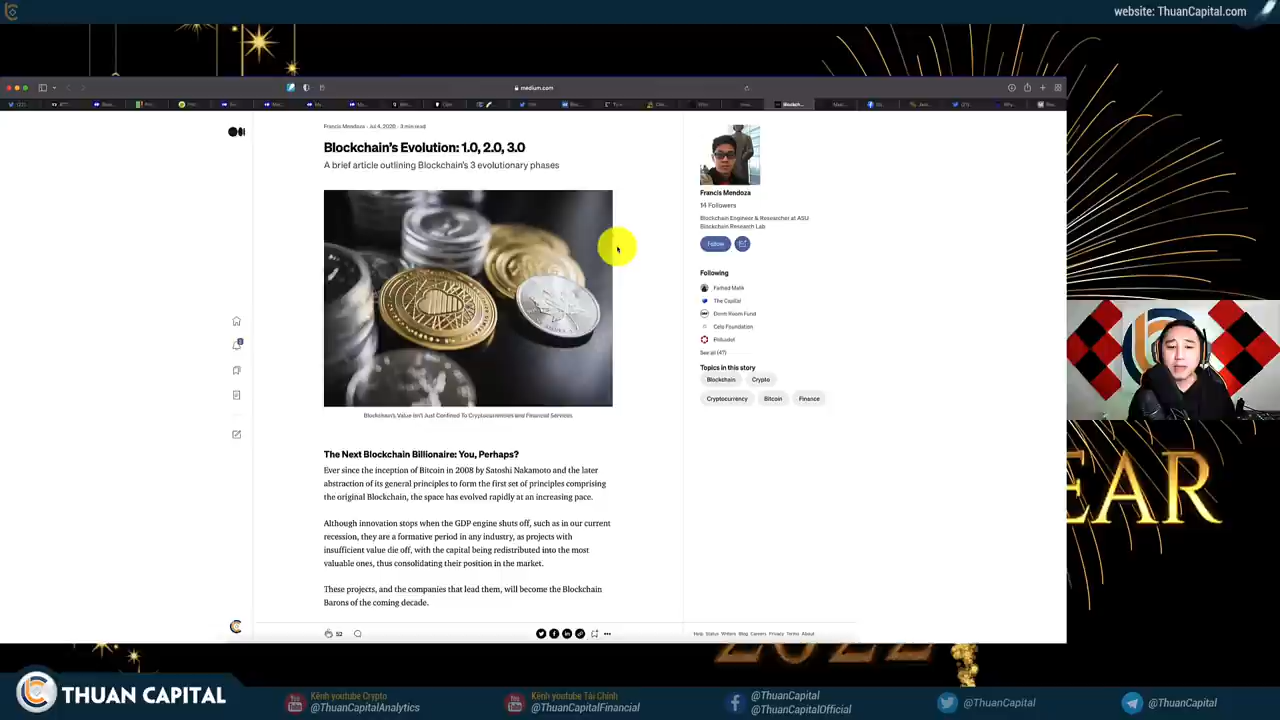 website: ThuanCapital.com
medium.com
Francis Mendoza · Jul 4, 2020 · 3 min read
Blockchain's Evolution: 1.0, 2.0, 3.0
A brief article outlining Blockchain's 3 evolutionary phases
Blockchain's Value Isn't Just Confined To Cryptocurrencies and Financial Services.
The Next Blockchain Billionaire: You, Perhaps?
Ever since the inception of Bitcoin in 2008 by Satoshi Nakamoto and the later
abstraction of its general principles to form the first set of principles comprising
the original Blockchain, the space has evolved rapidly at an increasing pace.
Although innovation stops when the GDP engine shuts off, such as in our current
recession, they are a formative period in any industry, as projects with
insufficient value die off, with the capital being redistributed into the most
valuable ones, thus consolidating their position in the market.
These projects, and the companies that lead them, will become the Blockchain
Barons of the coming decade.
52
Francis Mendoza
14 Followers
Blockchain Engineer & Researcher at ASU
Blockchain Research Lab
Follow
Following
Farhad Malik
The Capital
Dorm Room Fund
Celo Foundation
See all (47)
Topics in this story
Blockchain
Crypto
Cryptocurrency
Bitcoin
Finance
Help Status Writers Blog Careers Privacy Terms About
EAR
2022
THUAN CAPITAL
Kênh youtube Crypto
@ThuanCapitalAnalytics
Kênh youtube Tài Chính
@ThuanCapitalFinancial
@ThuanCapital
@ThuanCapitalOfficial
@ThuanCapital
@ThuanCapital